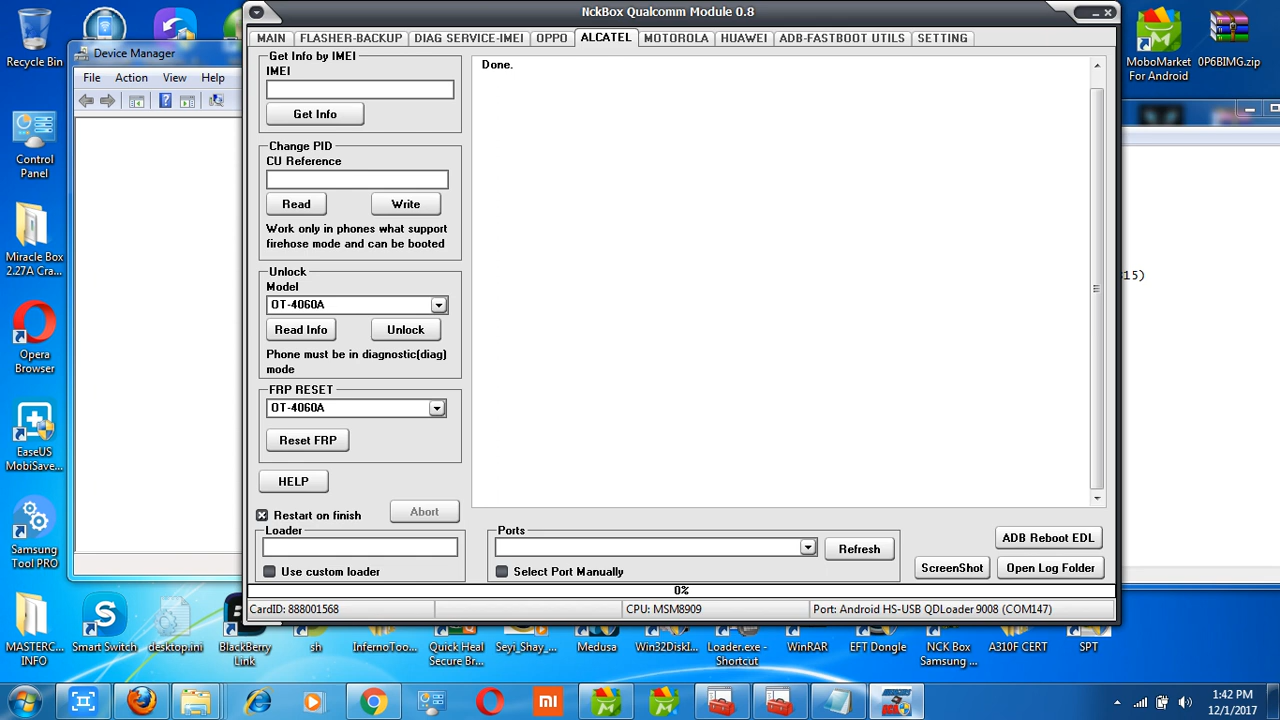 NckBox Qualcomm Module 0.8
MAIN FLASHER-BACKUP DIAG SERVICE-IMEI OPPO ALCATEL MOTOROLA HUAWEI ADB-FASTBOOT UTILS SETTING
Get Info by IMEI
IMEI
Get Info
Change PID
CU Reference
Read Write
Work only in phones what support
firehose mode and can be booted
Unlock
Model
OT-4060A
Read Info Unlock
Phone must be in diagnostic(diag)
mode
FRP RESET
OT-4060A
Reset FRP
HELP
Restart on finish Abort
Loader
Use custom loader
Done.
Ports
Refresh
Select Port Manually
ADB Reboot EDL
ScreenShot Open Log Folder
0%
CardID: 888001568 CPU: MSM8909 Port: Android HS-USB QDLoader 9008 (COM147)
Device Manager
File Action View Help
Recycle Bin
Control
Panel
Miracle Box
2.27A Cra...
Opera
Browser
EaseUS
MobiSave...
Samsung
Tool PRO
MASTERC...
INFO
Smart Switch
desktop.ini
BlackBerry
Link
sh
InfernoToo...
Quick Heal
Secure Br...
Seyi_Shay_...
Medusa
Win32DiskI...
Loader.exe -
Shortcut
WinRAR
EFT Dongle
NCK Box
Samsung ...
A310F CERT
SPT
MoboMarket
For Android
0P6BIMG.zip
15)
1:42 PM
12/1/2017